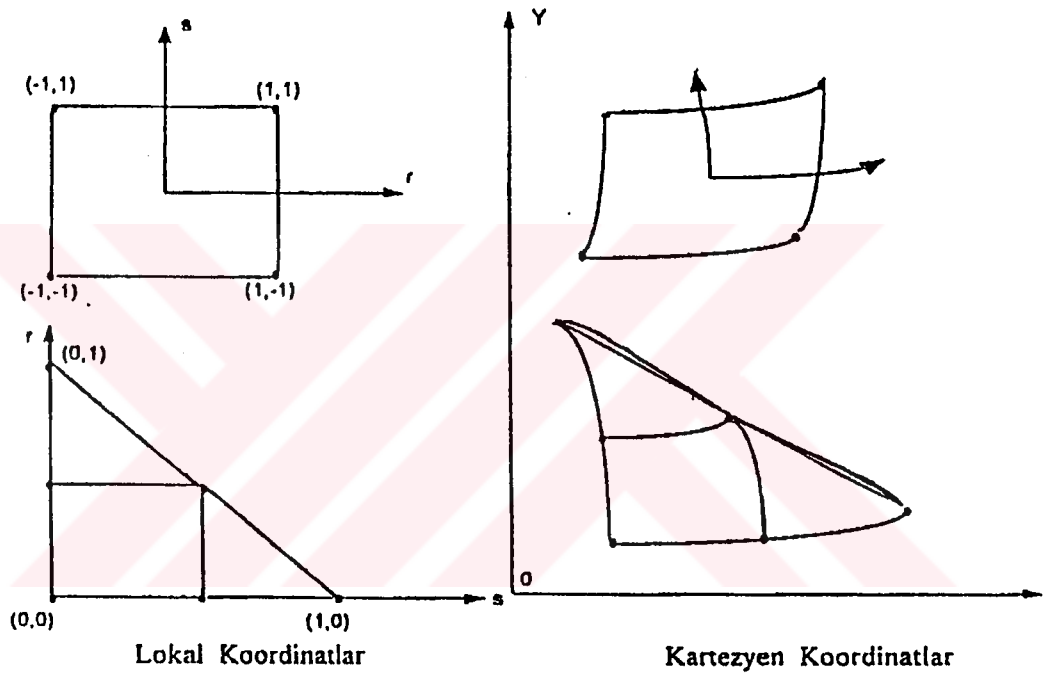 s
Y
(-1,1)
(1,1)
r
(-1,-1)
(1,-1)
r
(0,1)
0
s
(0,0)
(1,0)
Lokal Koordinatlar
Kartezyen Koordinatlar